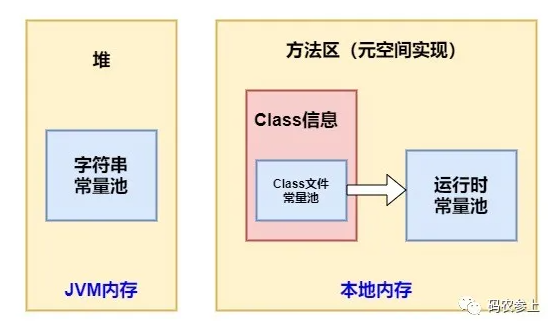 堆
字符串
常量池
JVM内存
方法区（元空间实现）
Class信息
Class文件
常量池
运行时
常量池
本地内存
码农参上